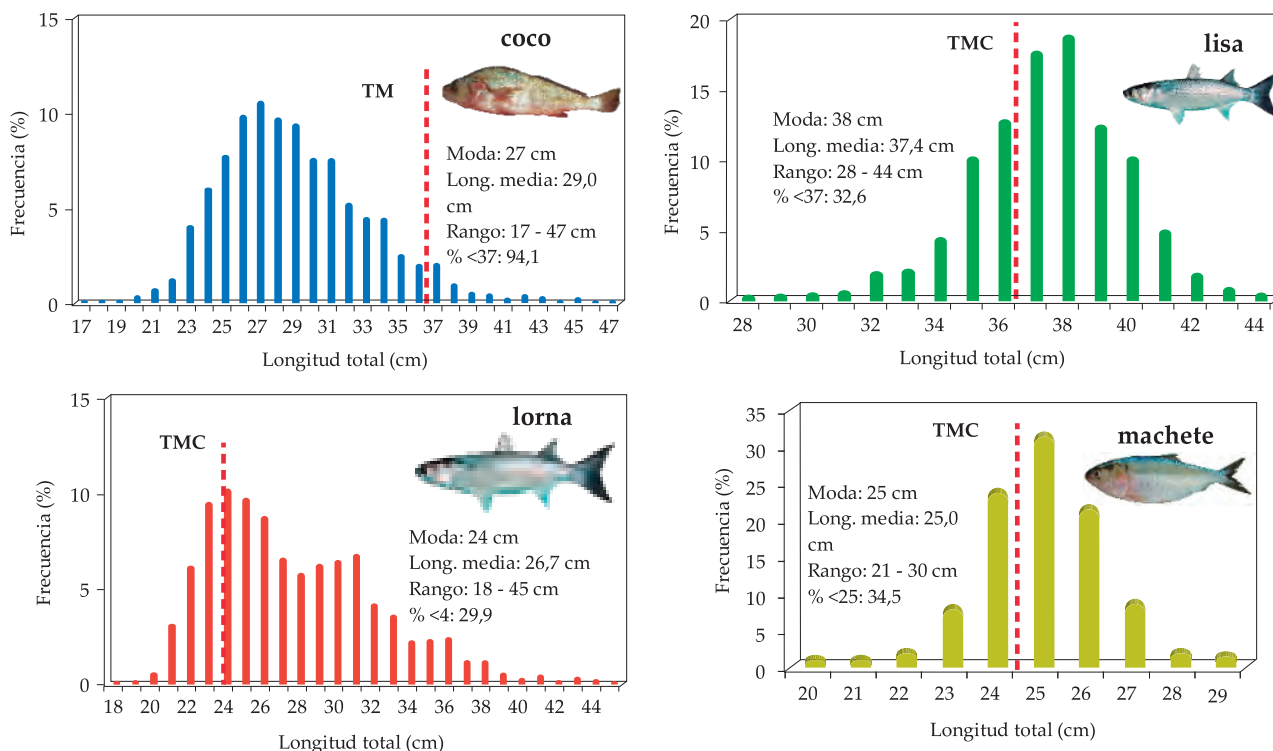 coco
TM
Moda: 27 cm
Long. media: 29,0
cm
Rango: 17 - 47 cm
% <37: 94,1
Frecuencia (%)
15
10
5
0
17 19 21 23 25 27 29 31 33 35 37 39 41 43 45 47
Longitud total (cm)
lisa
TMC
Moda: 38 cm
Long. media: 37,4 cm
Rango: 28 - 44 cm
% <37: 32,6
Frecuencia (%)
20
15
10
5
0
28 30 32 34 36 38 40 42 44
Longitud total (cm)
lorna
TMC
Moda: 24 cm
Long. media: 26,7 cm
Rango: 18 - 45 cm
% <4: 29,9
Frecuencia (%)
15
10
5
0
18 20 22 24 26 28 30 32 34 36 38 40 42 44
Longitud total (cm)
machete
TMC
Moda: 25 cm
Long. media: 25,0
cm
Rango: 21 - 30 cm
% <25: 34,5
Frecuencia (%)
35
30
25
20
15
10
5
0
20 21 22 23 24 25 26 27 28 29
Longitud total (cm)